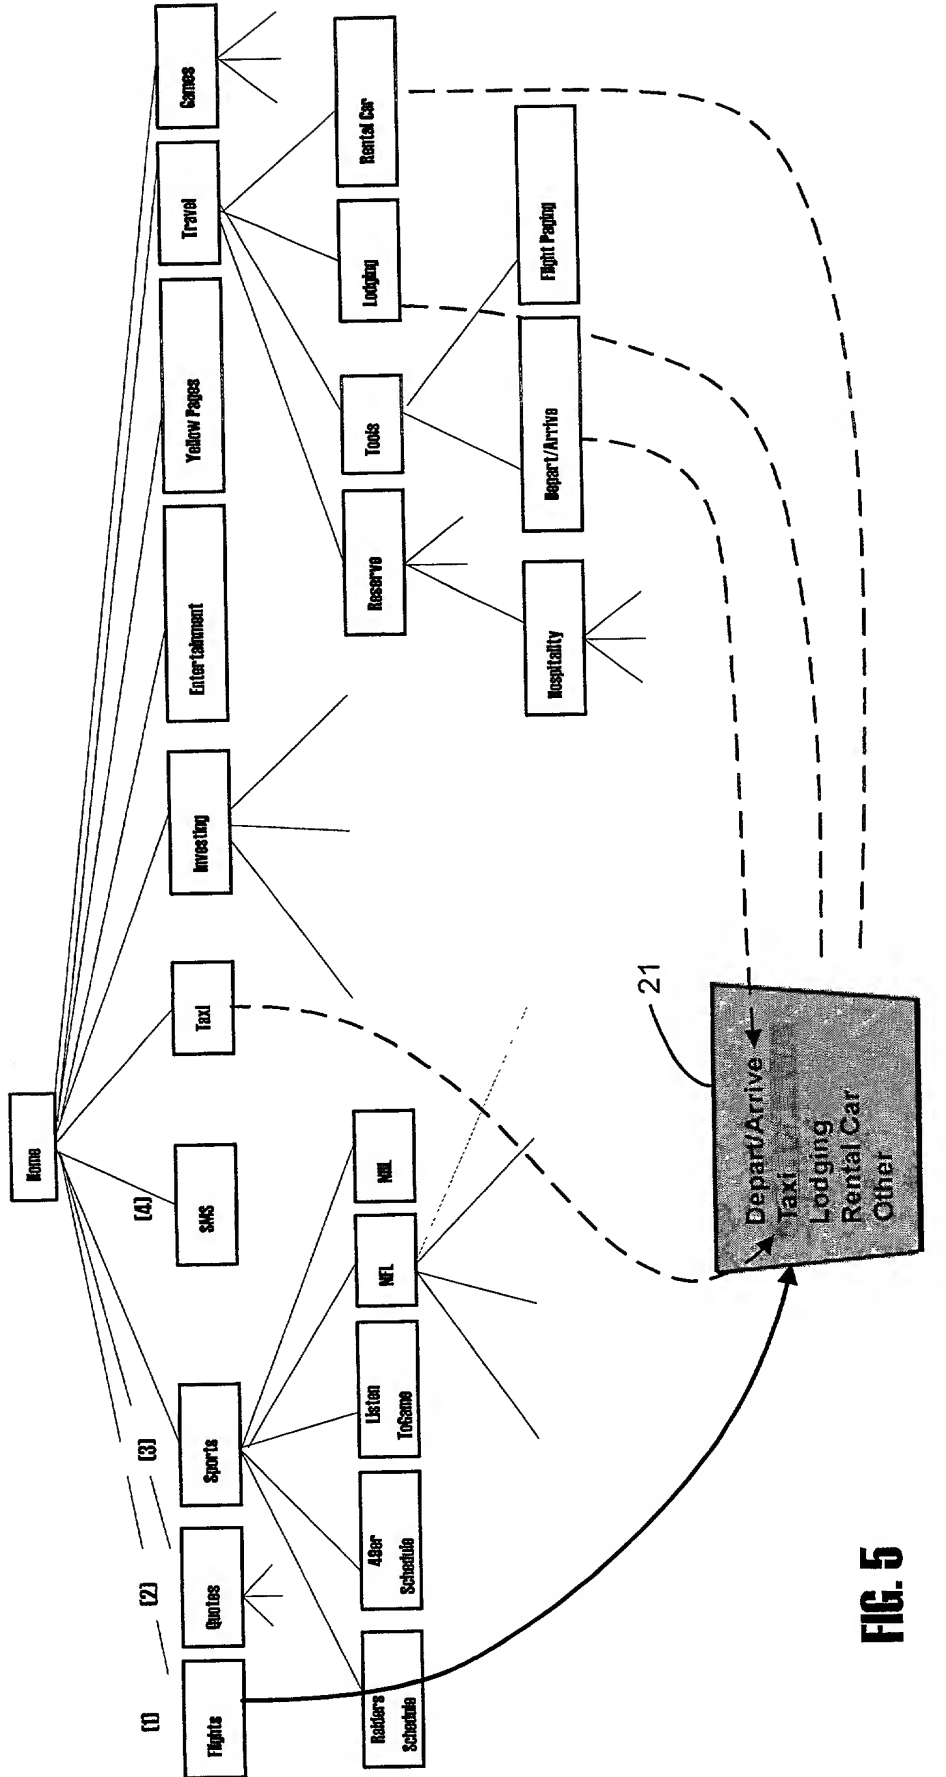 Home
(1)
(2)
(3)
(4)
Flights
Quotes
Sports
SMS
Taxi
Investing
Entertainment
Yellow Pages
Travel
Games
Raiders
Schedule
49er
Schedule
Listen
ToGame
NFL
Reserve
Tools
Lodging
Rental Car
Hospitality
Depart/Arrive
Flight Paging
21
Depart/Arrive
Taxi
Lodging
Rental Car
Other
FIG. 5